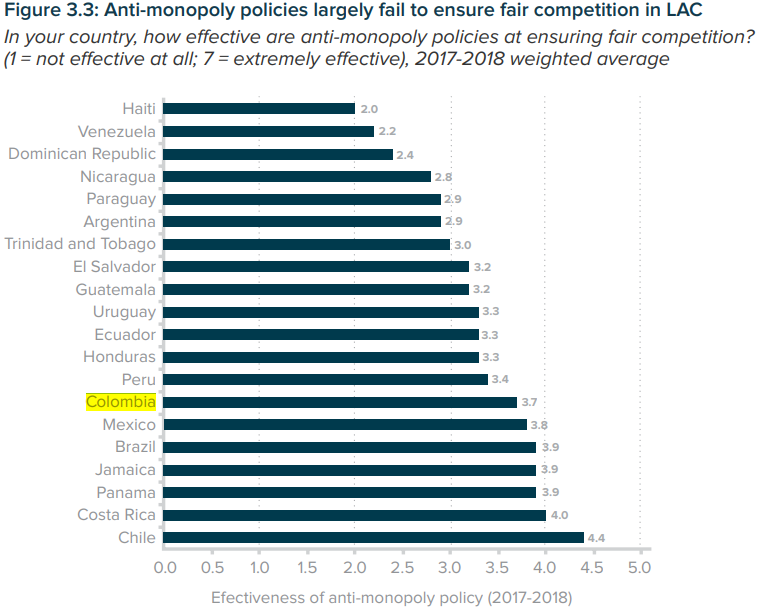 Figure 3.3: Anti-monopoly policies largely fail to ensure fair competition in LAC
In your country, how effective are anti-monopoly policies at ensuring fair competition?
(1 = not effective at all; 7 = extremely effective), 2017-2018 weighted average
Haiti 2.0
Venezuela 2.2
Dominican Republic 2.4
Nicaragua 2.8
Paraguay 2.9
Argentina 2.9
Trinidad and Tobago 3.0
El Salvador 3.2
Guatemala 3.2
Uruguay 3.3
Ecuador 3.3
Honduras 3.3
Peru 3.4
Colombia 3.7
Mexico 3.8
Brazil 3.9
Jamaica 3.9
Panama 3.9
Costa Rica 4.0
Chile 4.4
0.0 0.5 1.0 1.5 2.0 2.5 3.0 3.5 4.0 4.5 5.0
Efectiveness of anti-monopoly policy (2017-2018)